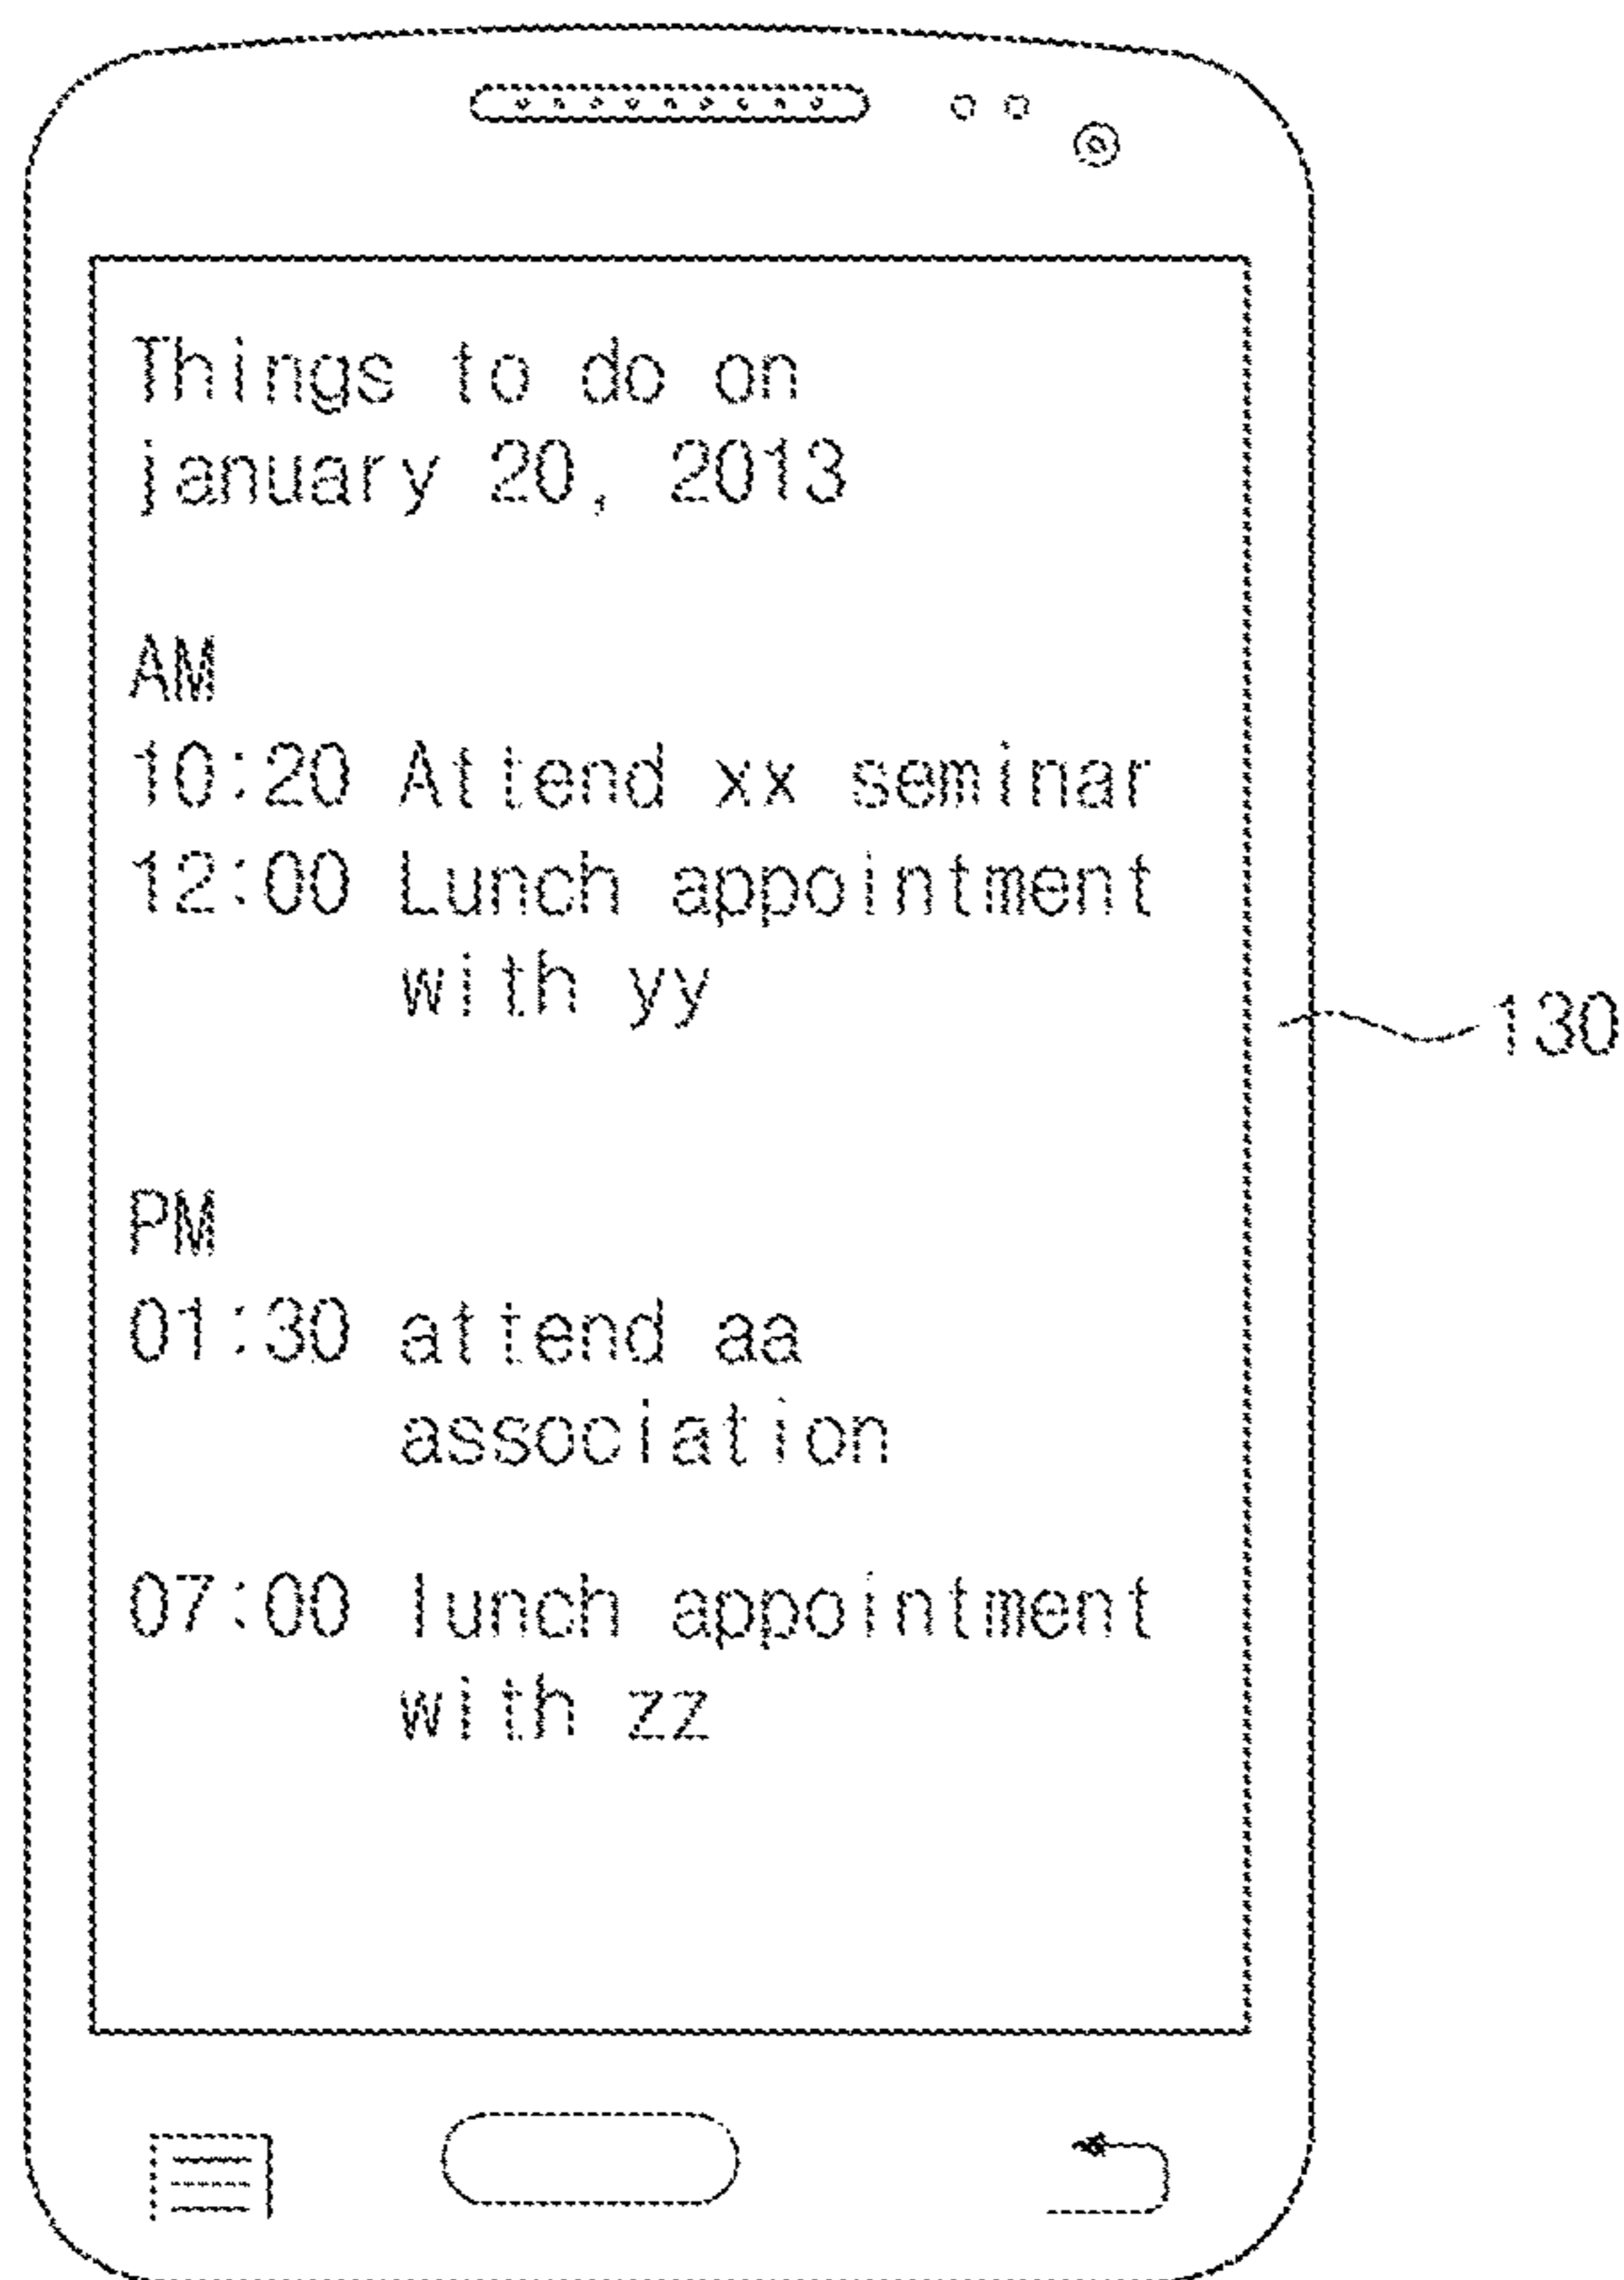 Things to do on
january 20, 2013
AM
10:20 Attend xx seminar
12:00 Lunch appointment
with yy
130
PM
01:30 attend aa
association
07:00 lunch appointment
with zz